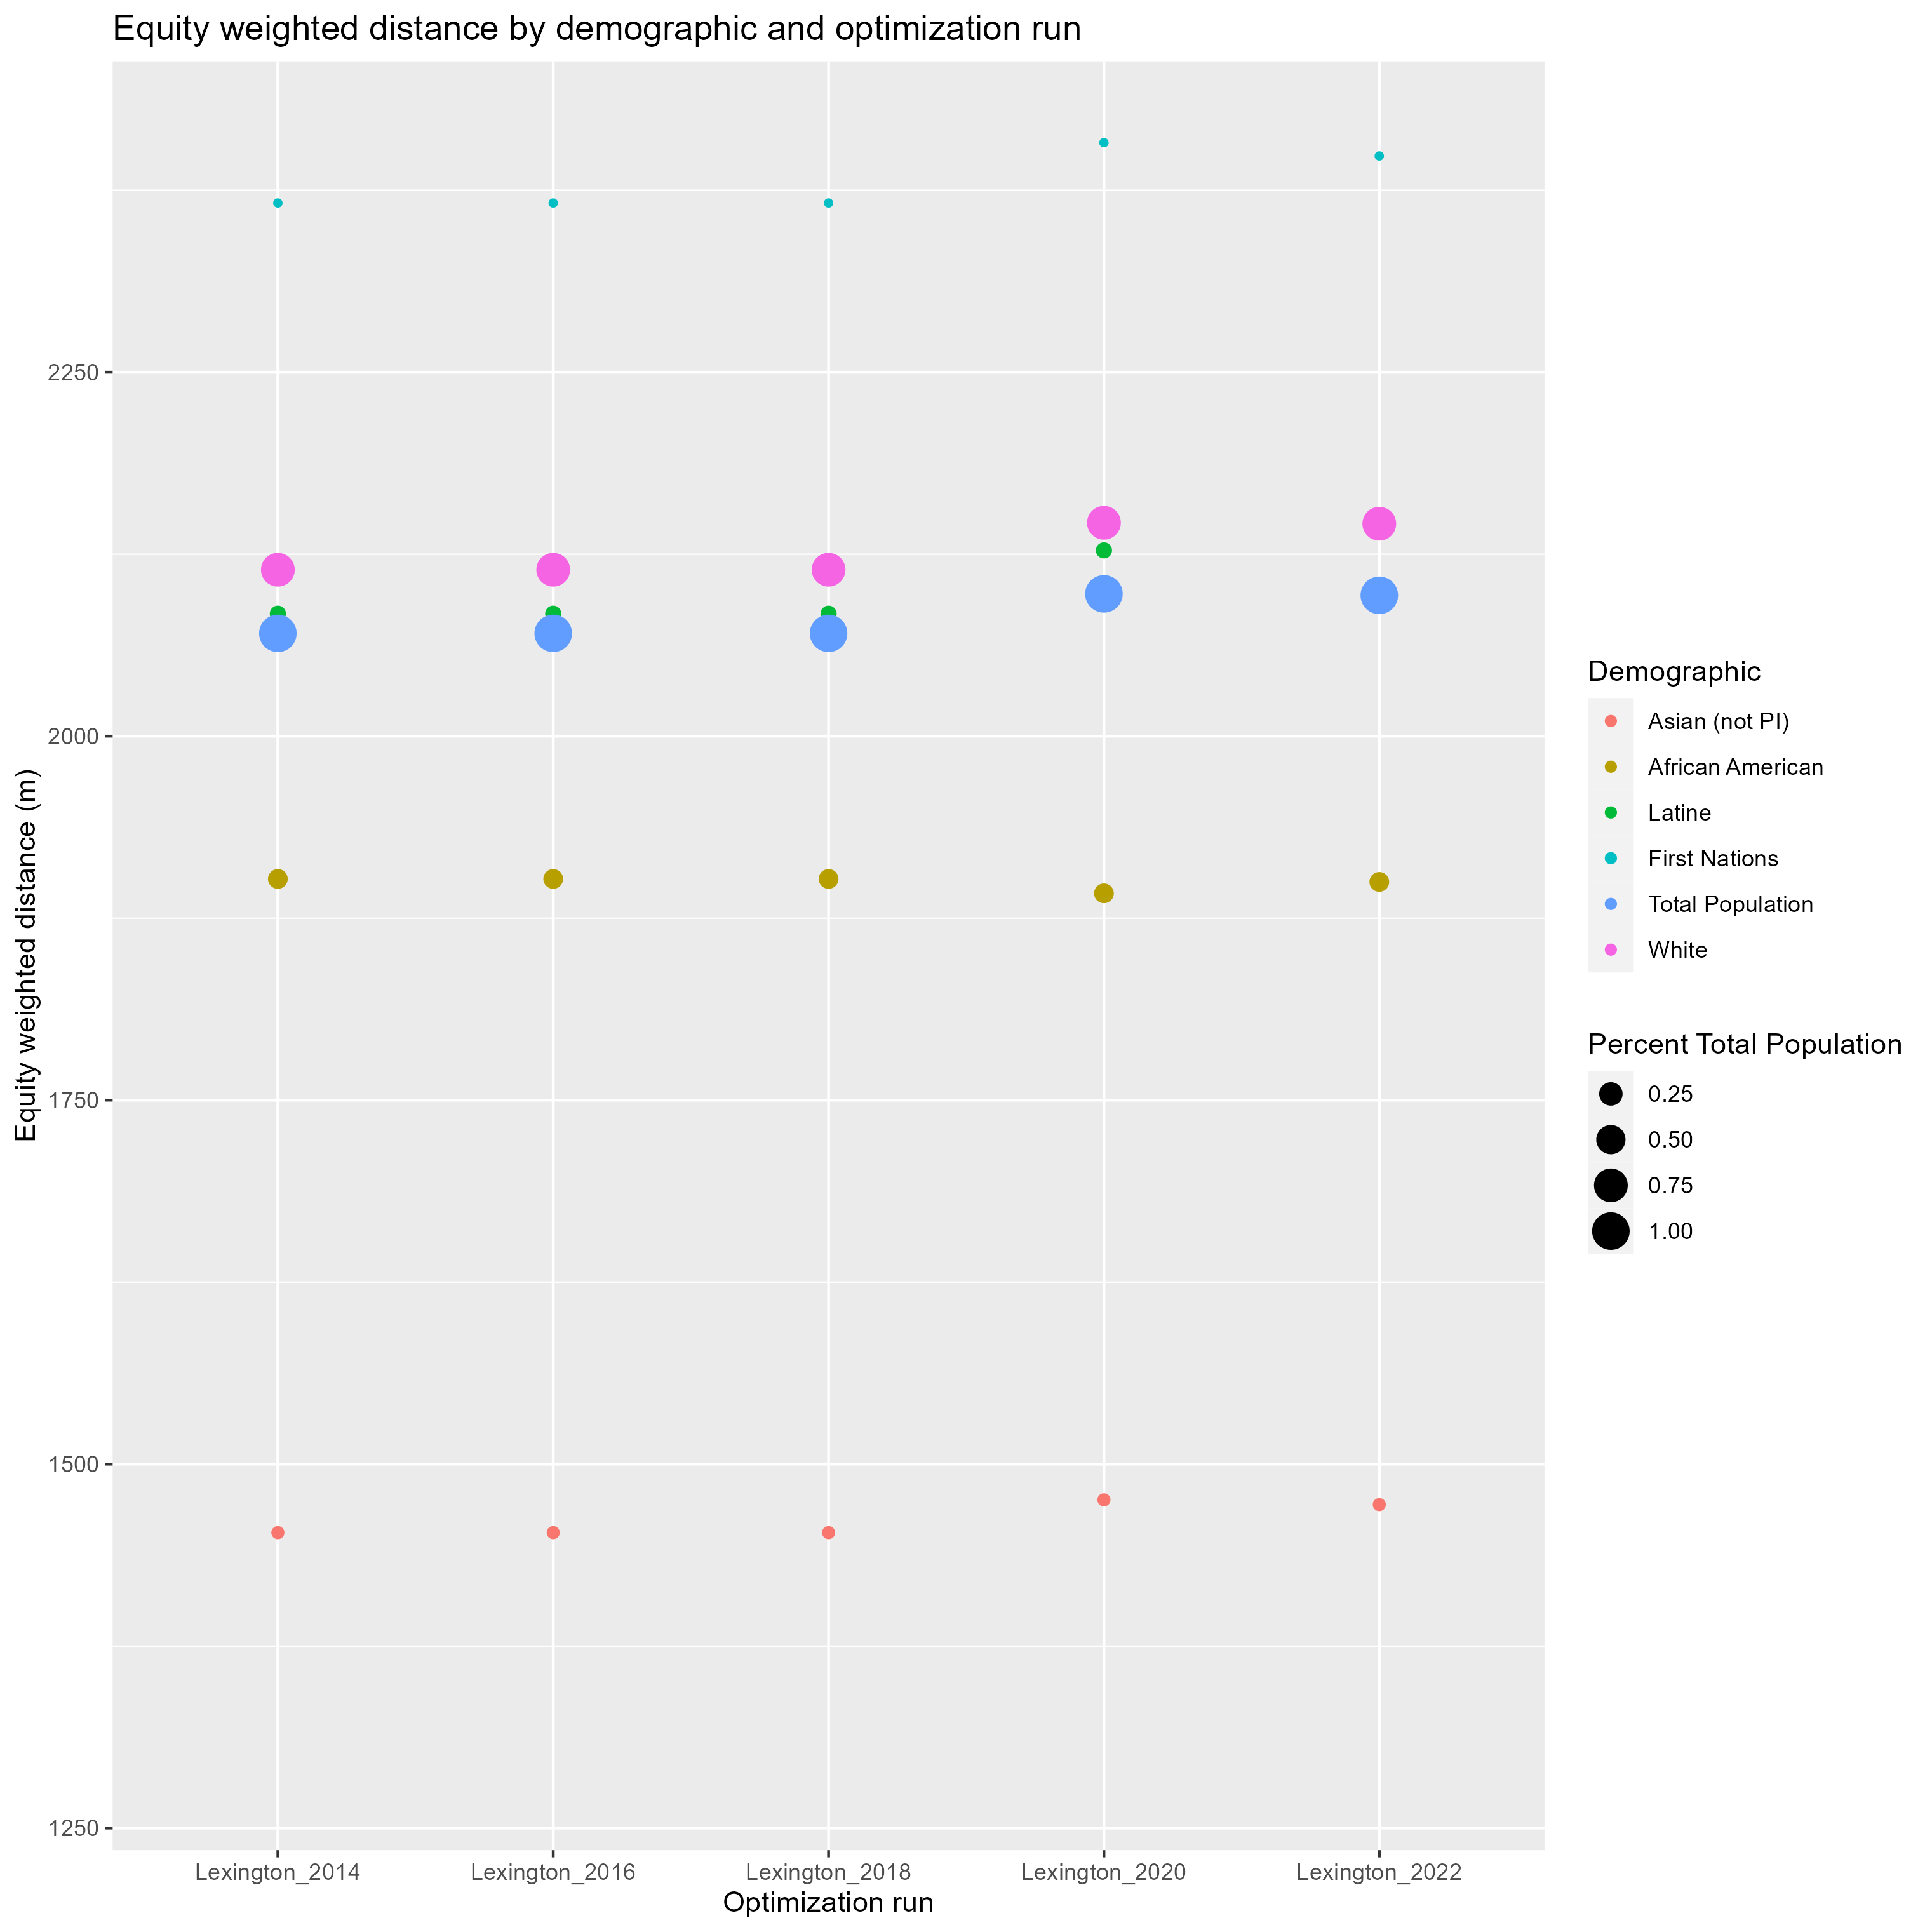 Equity weighted distance by demographic and optimization run
Equity weighted distance (m)
2250
2000
1750
1500
1250
Lexington_2014
Lexington_2016
Lexington_2018
Lexington_2020
Lexington_2022
Optimization run
Demographic
Asian (not PI)
African American
Latine
First Nations
Total Population
White
Percent Total Population
0.25
0.50
0.75
1.00